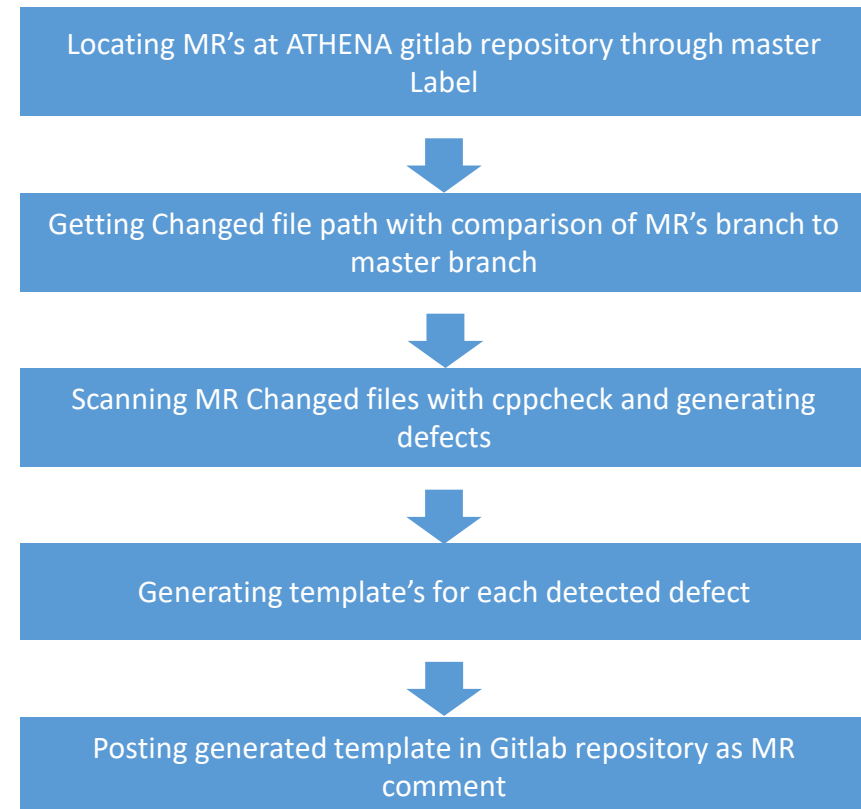 Locating MR's at ATHENA gitlab repository through master
Label
Getting Changed file path with comparison of MR's branch to
master branch
Scanning MR Changed files with cppcheck and generating
defects
Generating template's for each detected defect
Posting generated template in Gitlab repository as MR
comment